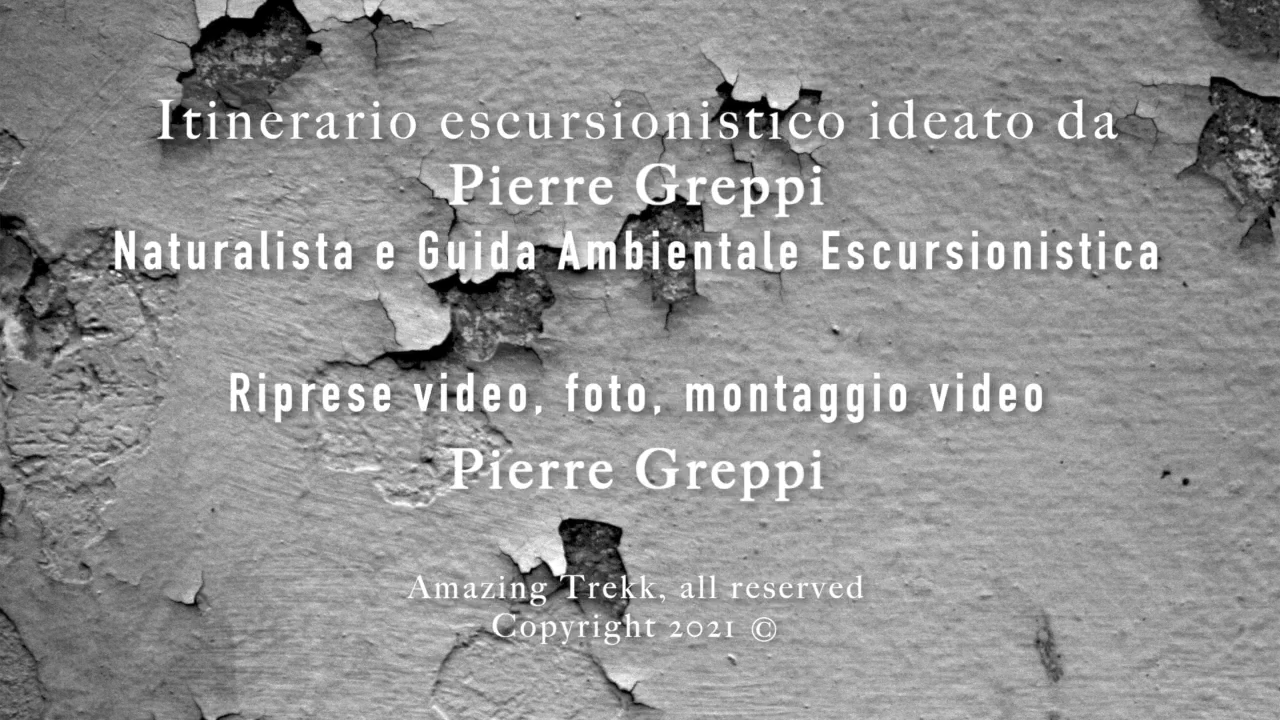 Itinerario escursionistico ideato da
Pierre Greppi
Naturalista e Guida Ambientale Escursionistica
Riprese video, foto, montaggio video
Pierre Greppi
Amazing Trekk, all reserved
Copyright 2021 ©